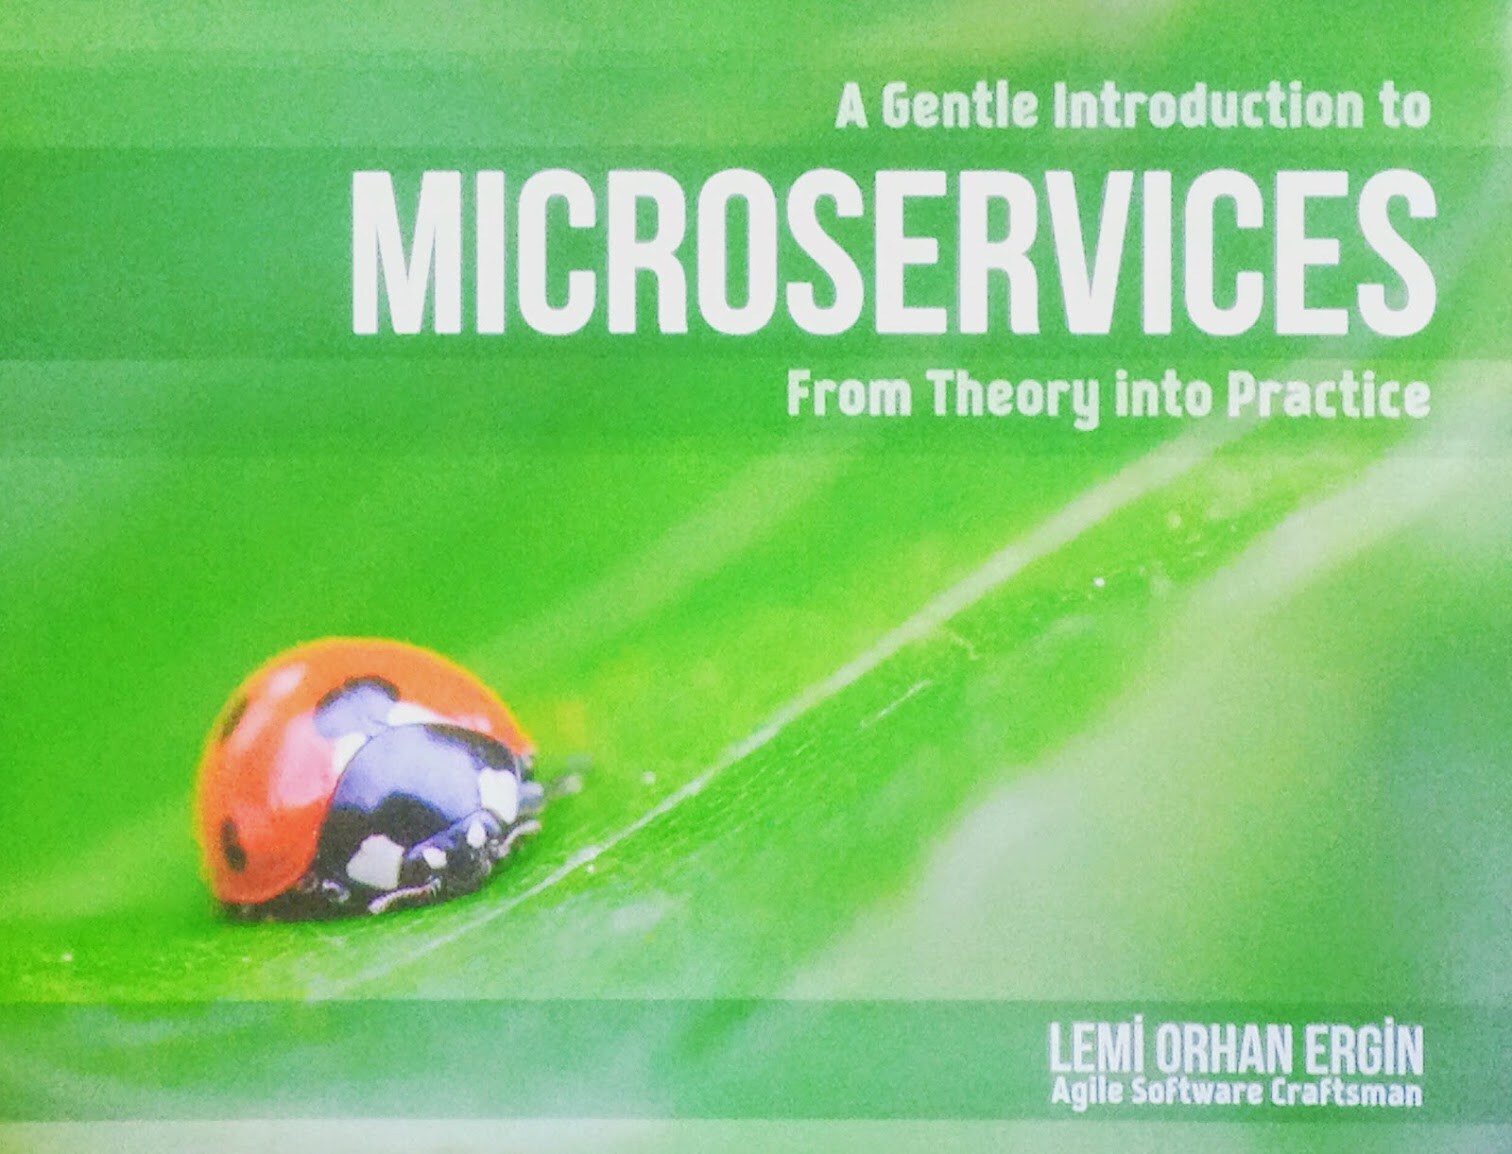 A Gentle Introduction to
MICROSERVICES
From Theory into Practice
LEMİ ORHAN ERGİN
Agile Software Craftsman